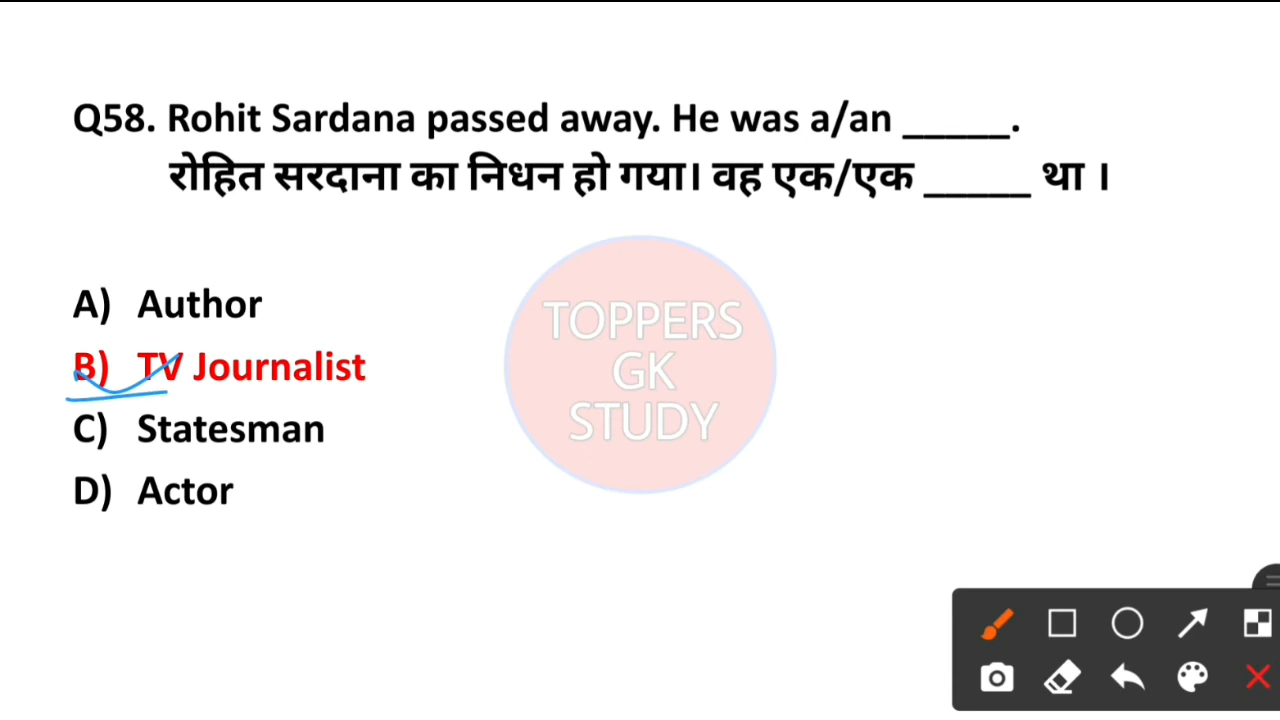 Q58. Rohit Sardana passed away. He was a/an _____.
रोहित सरदाना का निधन हो गया। वह एक/एक _____ था ।
A) Author
B) TV Journalist
C) Statesman
D) Actor
TOPPERS
GK
STUDY